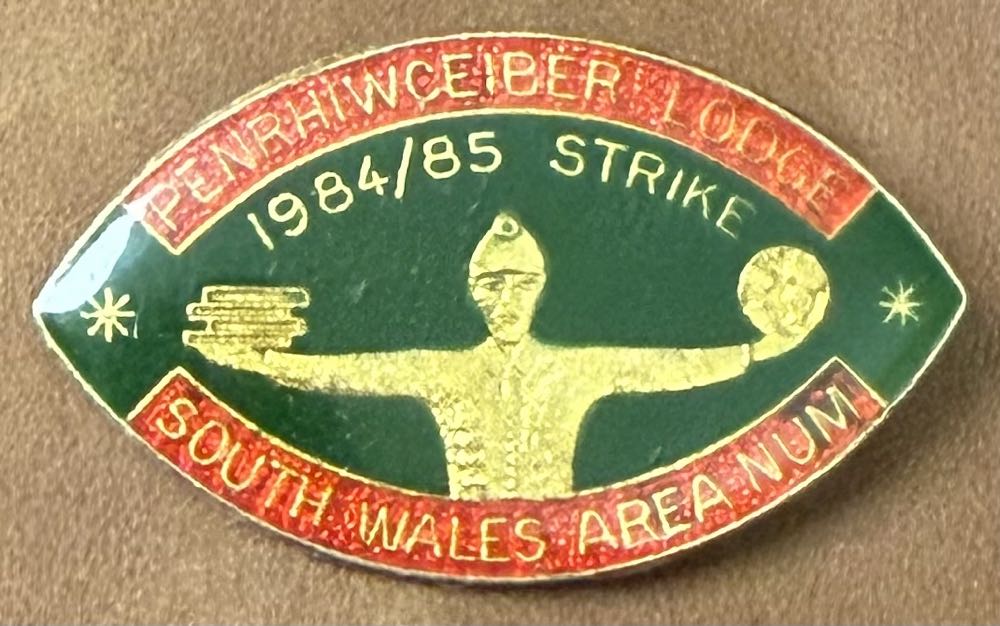 PENRHIWCEIBER LODGE
1984/85 STRIKE
SOUTH WALES AREA NUM